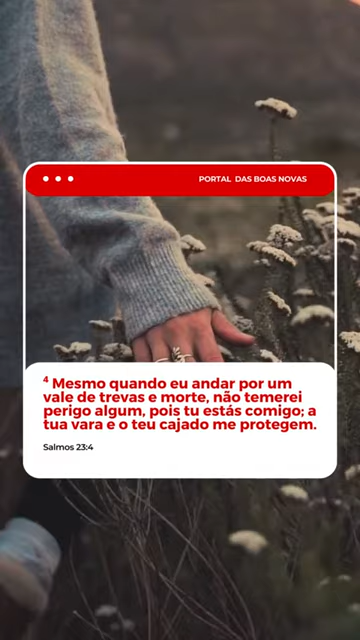 PORTAL DAS BOAS NOVAS
4 Mesmo quando eu andar por um
vale de trevas e morte, não temerei
perigo algum, pois tu estás comigo; a
tua vara e o teu cajado me protegem.
Salmos 23:4